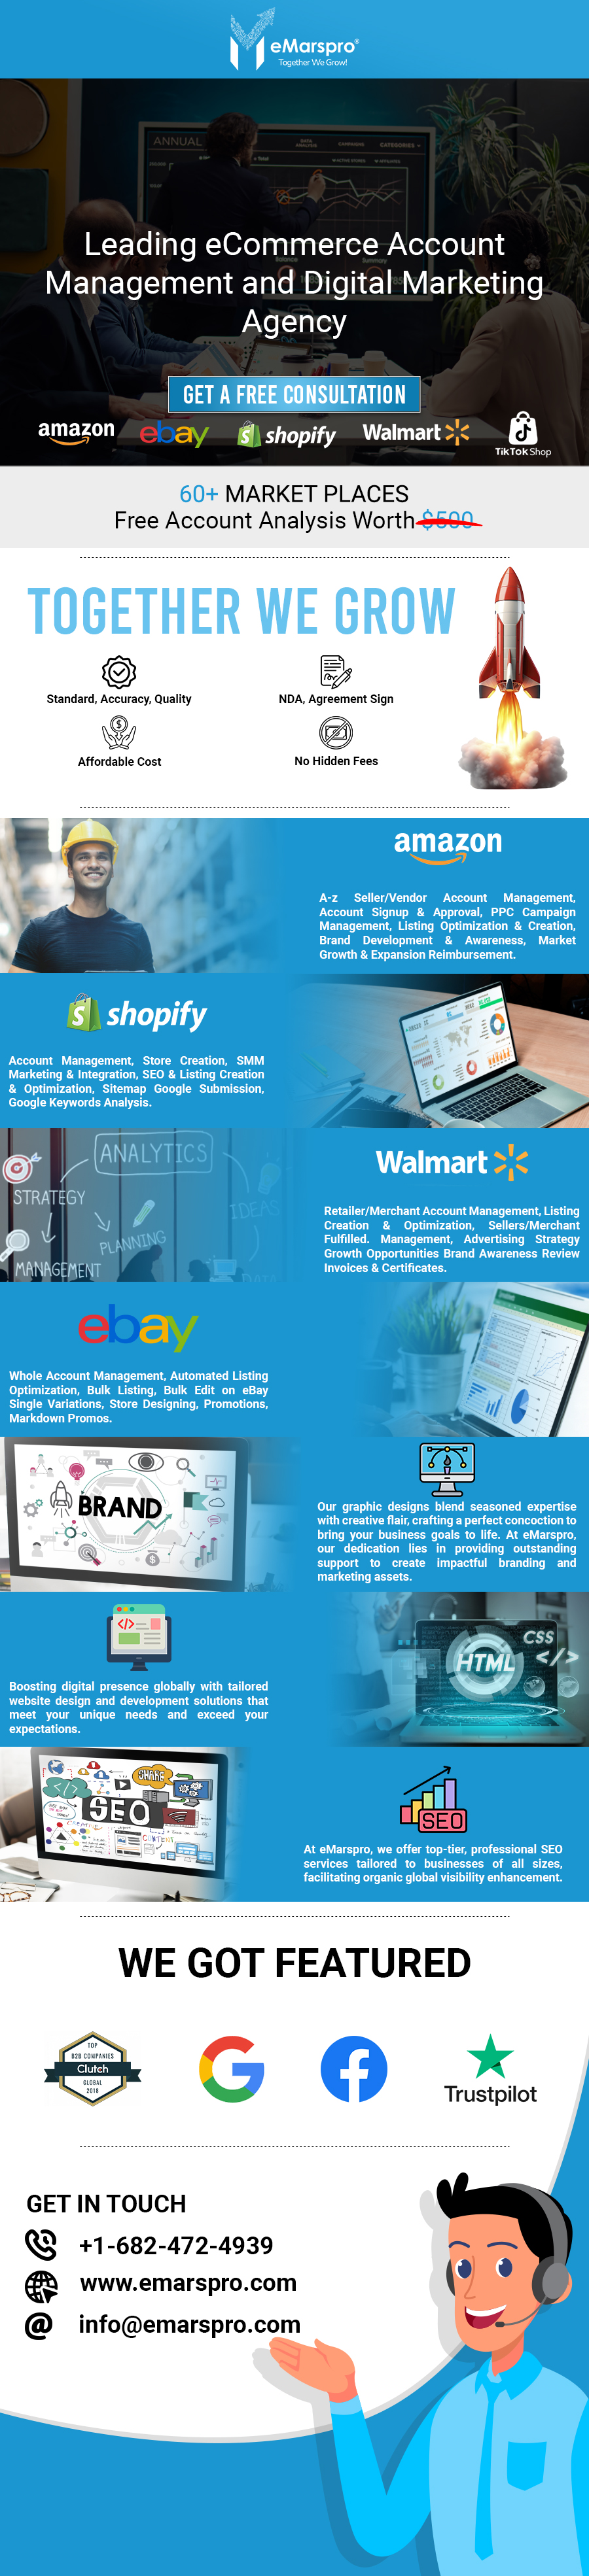 eMarspro®
Together We Grow!
ANNUAL
DATA ANALYSIS
CAMPAIGN
CATEGORIES
Leading eCommerce Account
Management and Digital Marketing
Agency
GET A FREE CONSULTATION
amazon
ebay
shopify
Walmart
TikTok Shop
60+ MARKET PLACES
Free Account Analysis Worth $500
TOGETHER WE GROW
Standard, Accuracy, Quality
NDA, Agreement Sign
Affordable Cost
No Hidden Fees
amazon
A-z Seller/Vendor Account Management,
Account Signup & Approval, PPC Campaign
Management, Listing Optimization & Creation,
Brand Development & Awareness, Market
Growth & Expansion Reimbursement.
shopify
Account Management, Store Creation, SMM
Marketing & Integration, SEO & Listing Creation
& Optimization, Sitemap Google Submission,
Google Keywords Analysis.
ANALYTICS
STRATEGY
IDEAS
PLANNING
MANAGEMENT
DATA
Walmart
Retailer/Merchant Account Management, Listing
Creation & Optimization, Sellers/Merchant
Fulfilled. Management, Advertising Strategy
Growth Opportunities Brand Awareness Review
Invoices & Certificates.
ebay
Whole Account Management, Automated Listing
Optimization, Bulk Listing, Bulk Edit on eBay
Single Variations, Store Designing, Promotions,
Markdown Promos.
BRAND
Our graphic designs blend seasoned expertise
with creative flair, crafting a perfect concoction to
bring your business goals to life. At eMarspro,
our dedication lies in providing outstanding
support to create impactful branding and
marketing assets.
</>
Boosting digital presence globally with tailored
website design and development solutions that
meet your unique needs and exceed your
expectations.
HTML
CSS
</>
SHARE
</>
SEO
CONTENT
SEO
At eMarspro, we offer top-tier, professional SEO
services tailored to businesses of all sizes,
facilitating organic global visibility enhancement.
WE GOT FEATURED
TOP
B2B COMPANIES
Clutch
GLOBAL
2018
Trustpilot
GET IN TOUCH
+1-682-472-4939
www.emarspro.com
info@emarspro.com